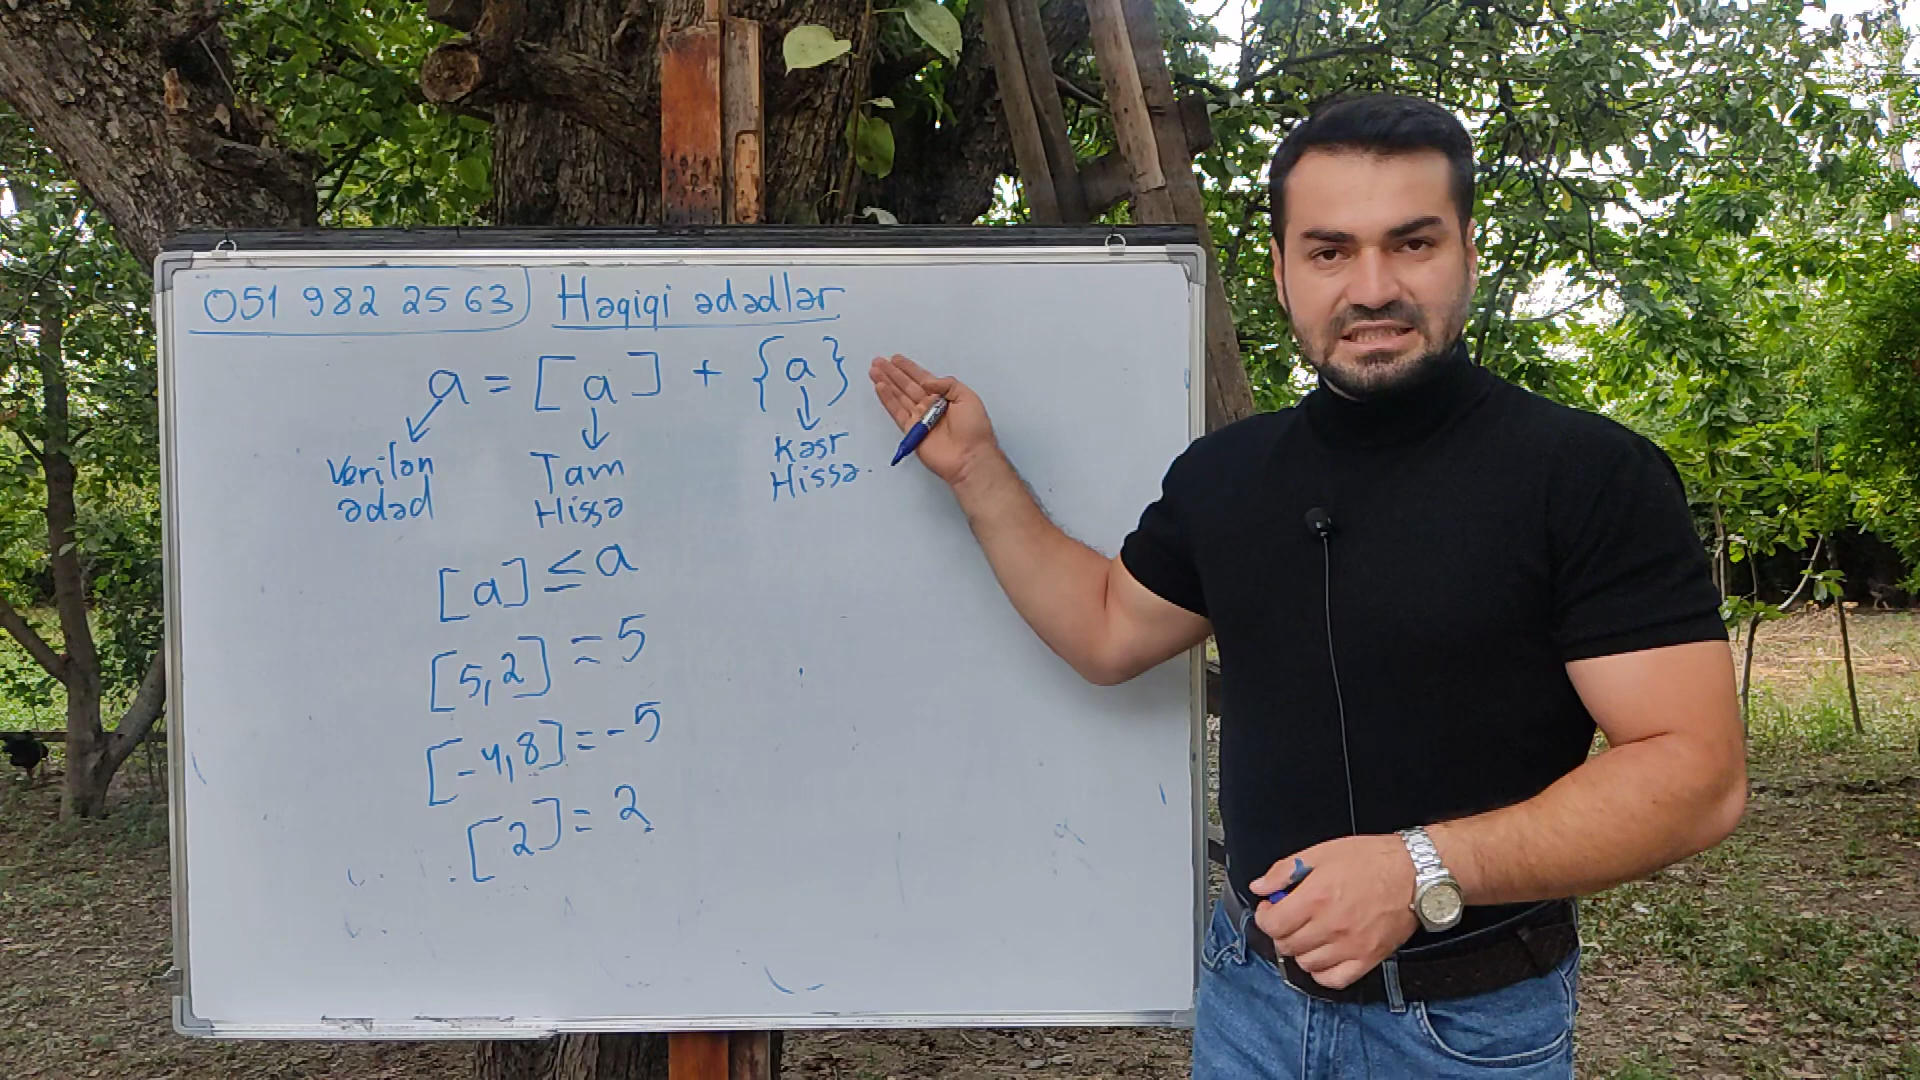 051 982 25 63 Həqiqi ədədlər
a = [a] + {a}
Verilən ədəd
Tam Hissə
Kəsr Hissə.
[a] ≤ a
[5,2] = 5
[-4,8] = -5
[2] = 2